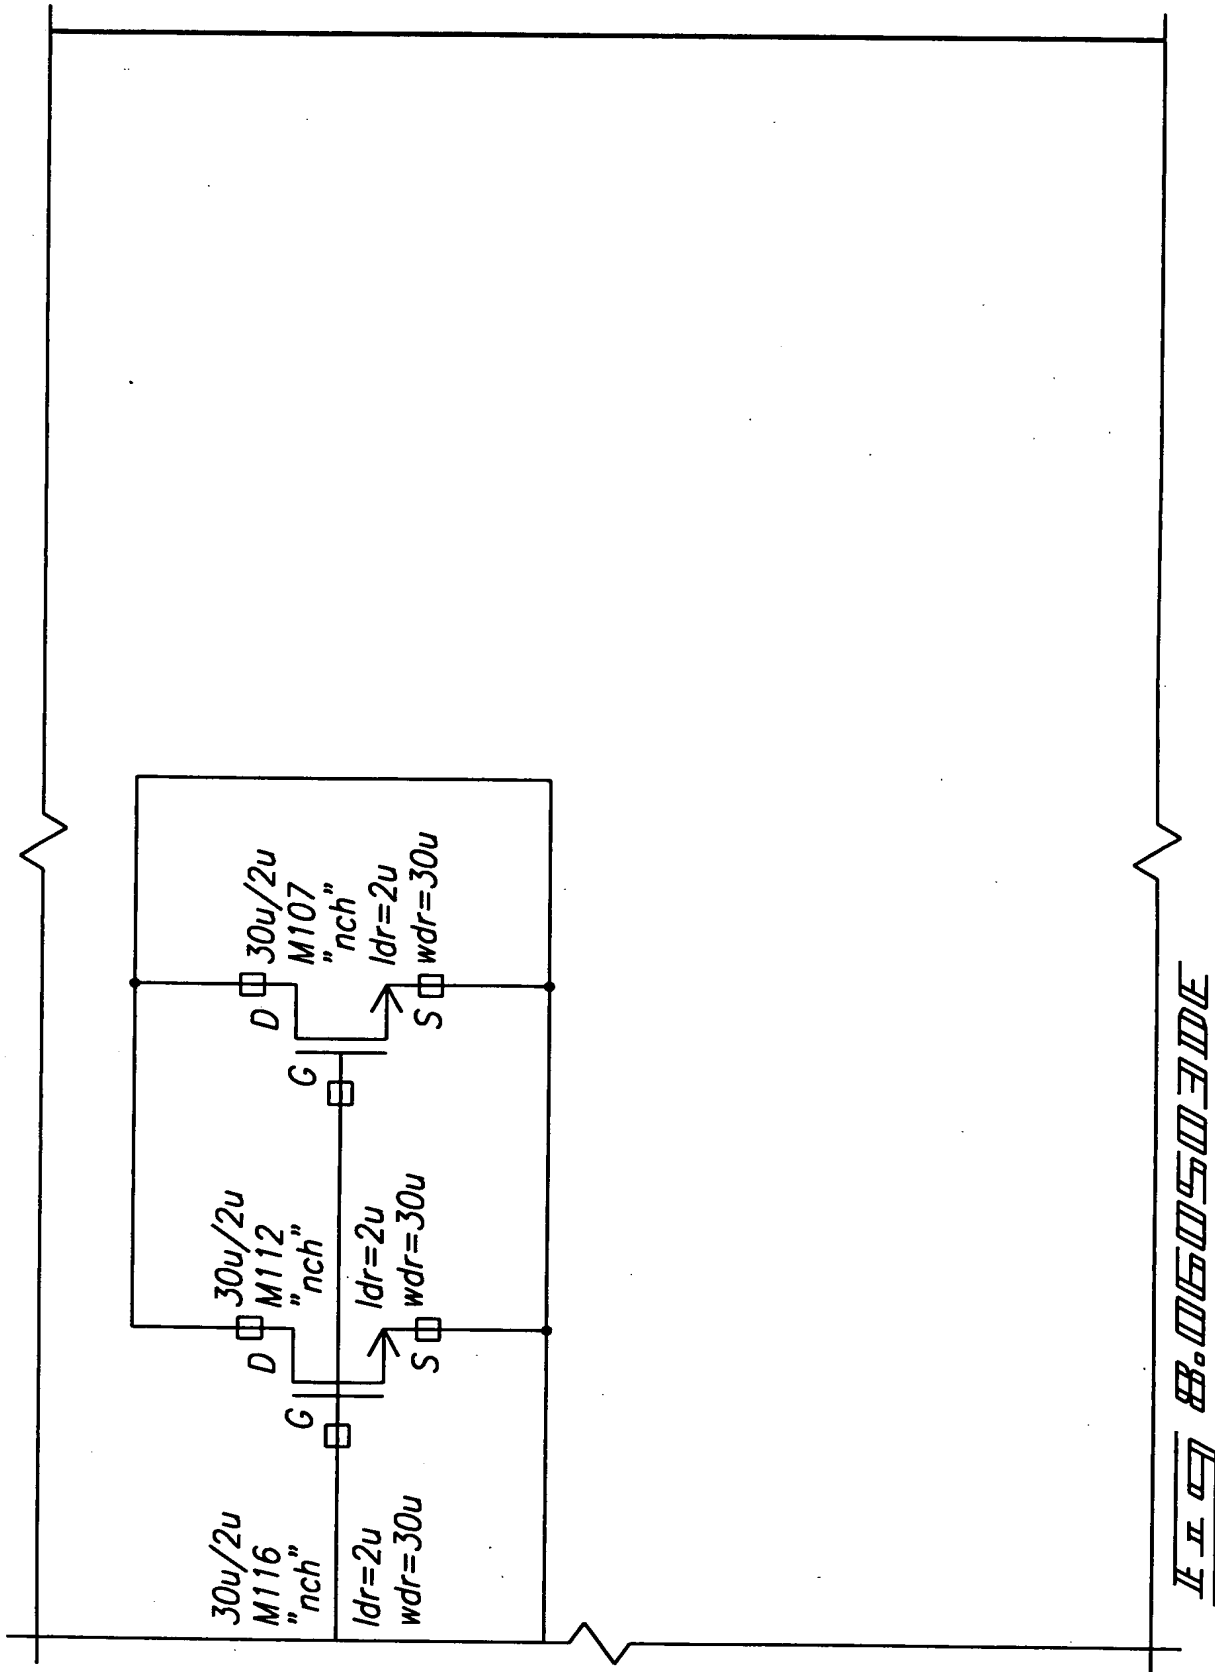 30u/2u
M116
"nch"
ldr=2u
wdr=30u
G
D
S
30u/2u
M112
"nch"
ldr=2u
wdr=30u
G
D
S
30u/2u
M107
"nch"
ldr=2u
wdr=30u
Fig 8.060503DE